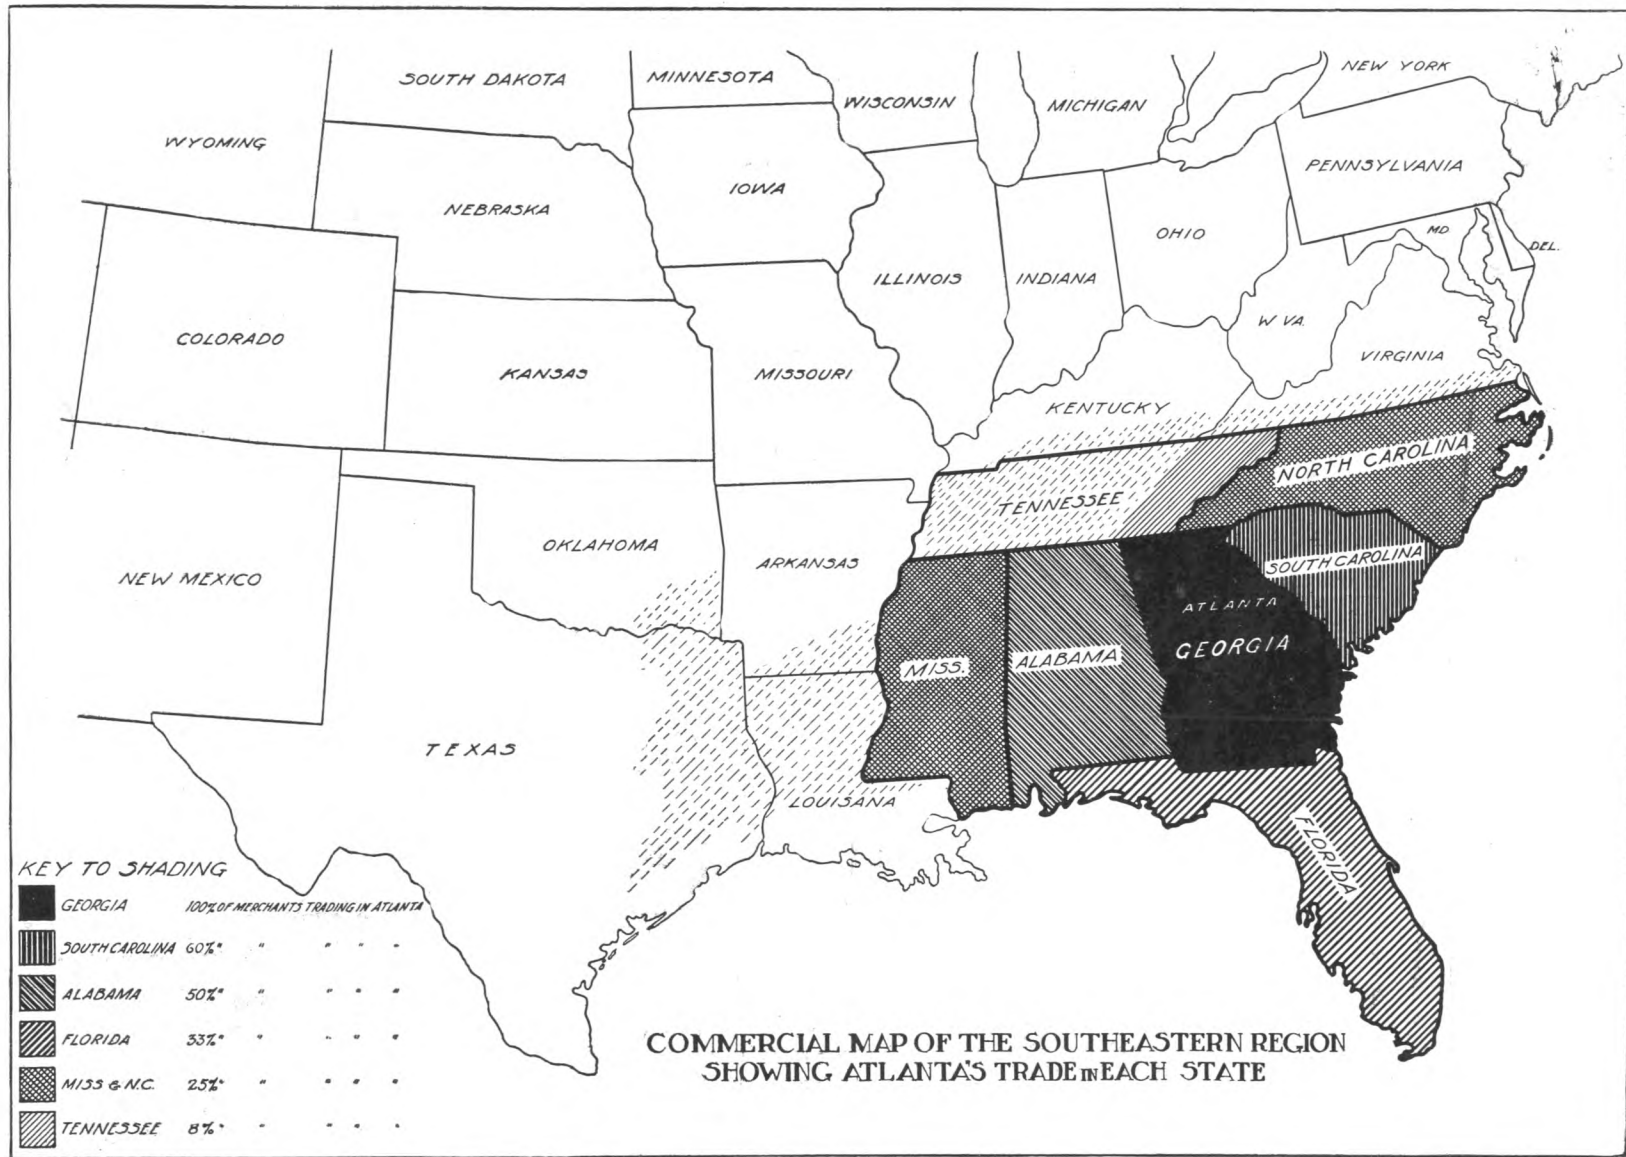 SOUTH DAKOTA
MINNESOTA
WISCONSIN
MICHIGAN
NEW YORK
WYOMING
NEBRASKA
IOWA
PENNSYLVANIA
ILLINOIS
INDIANA
OHIO
MD
DEL.
COLORADO
KANSAS
MISSOURI
W VA.
VIRGINIA
KENTUCKY
NORTH CAROLINA
TENNESSEE
NEW MEXICO
OKLAHOMA
ARKANSAS
SOUTH CAROLINA
ATLANTA
GEORGIA
MISS.
ALABAMA
TEXAS
LOUISANA
FLORIDA
KEY TO SHADING
GEORGIA 100% OF MERCHANTS TRADING IN ATLANTA
SOUTH CAROLINA 60% " " " " "
ALABAMA 50% " " " " "
FLORIDA 33% " " " " "
MISS & N.C. 25% " " " " "
TENNESSEE 8% " " " " "
COMMERCIAL MAP OF THE SOUTHEASTERN REGION
SHOWING ATLANTA'S TRADE IN EACH STATE